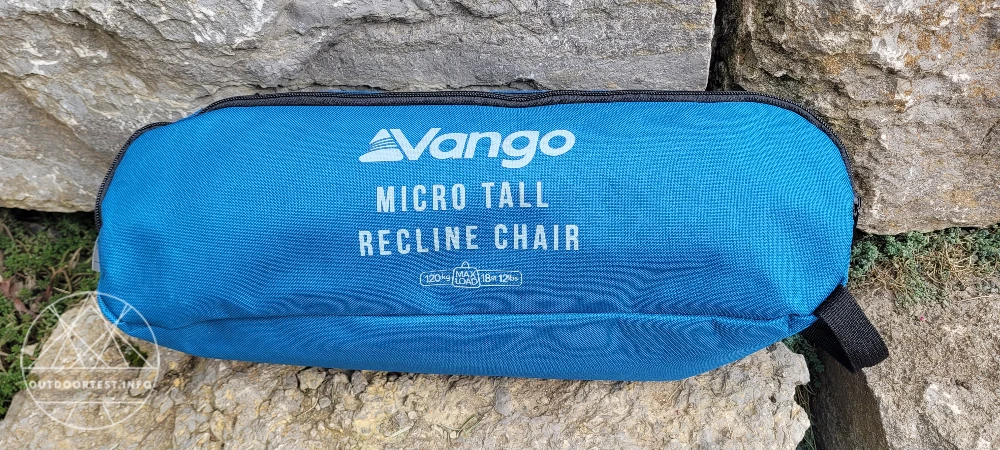 Vango
MICRO TALL
RECLINE CHAIR
120kg MAX LOAD 18st 12lbs
OUTDOORTEST.INFO